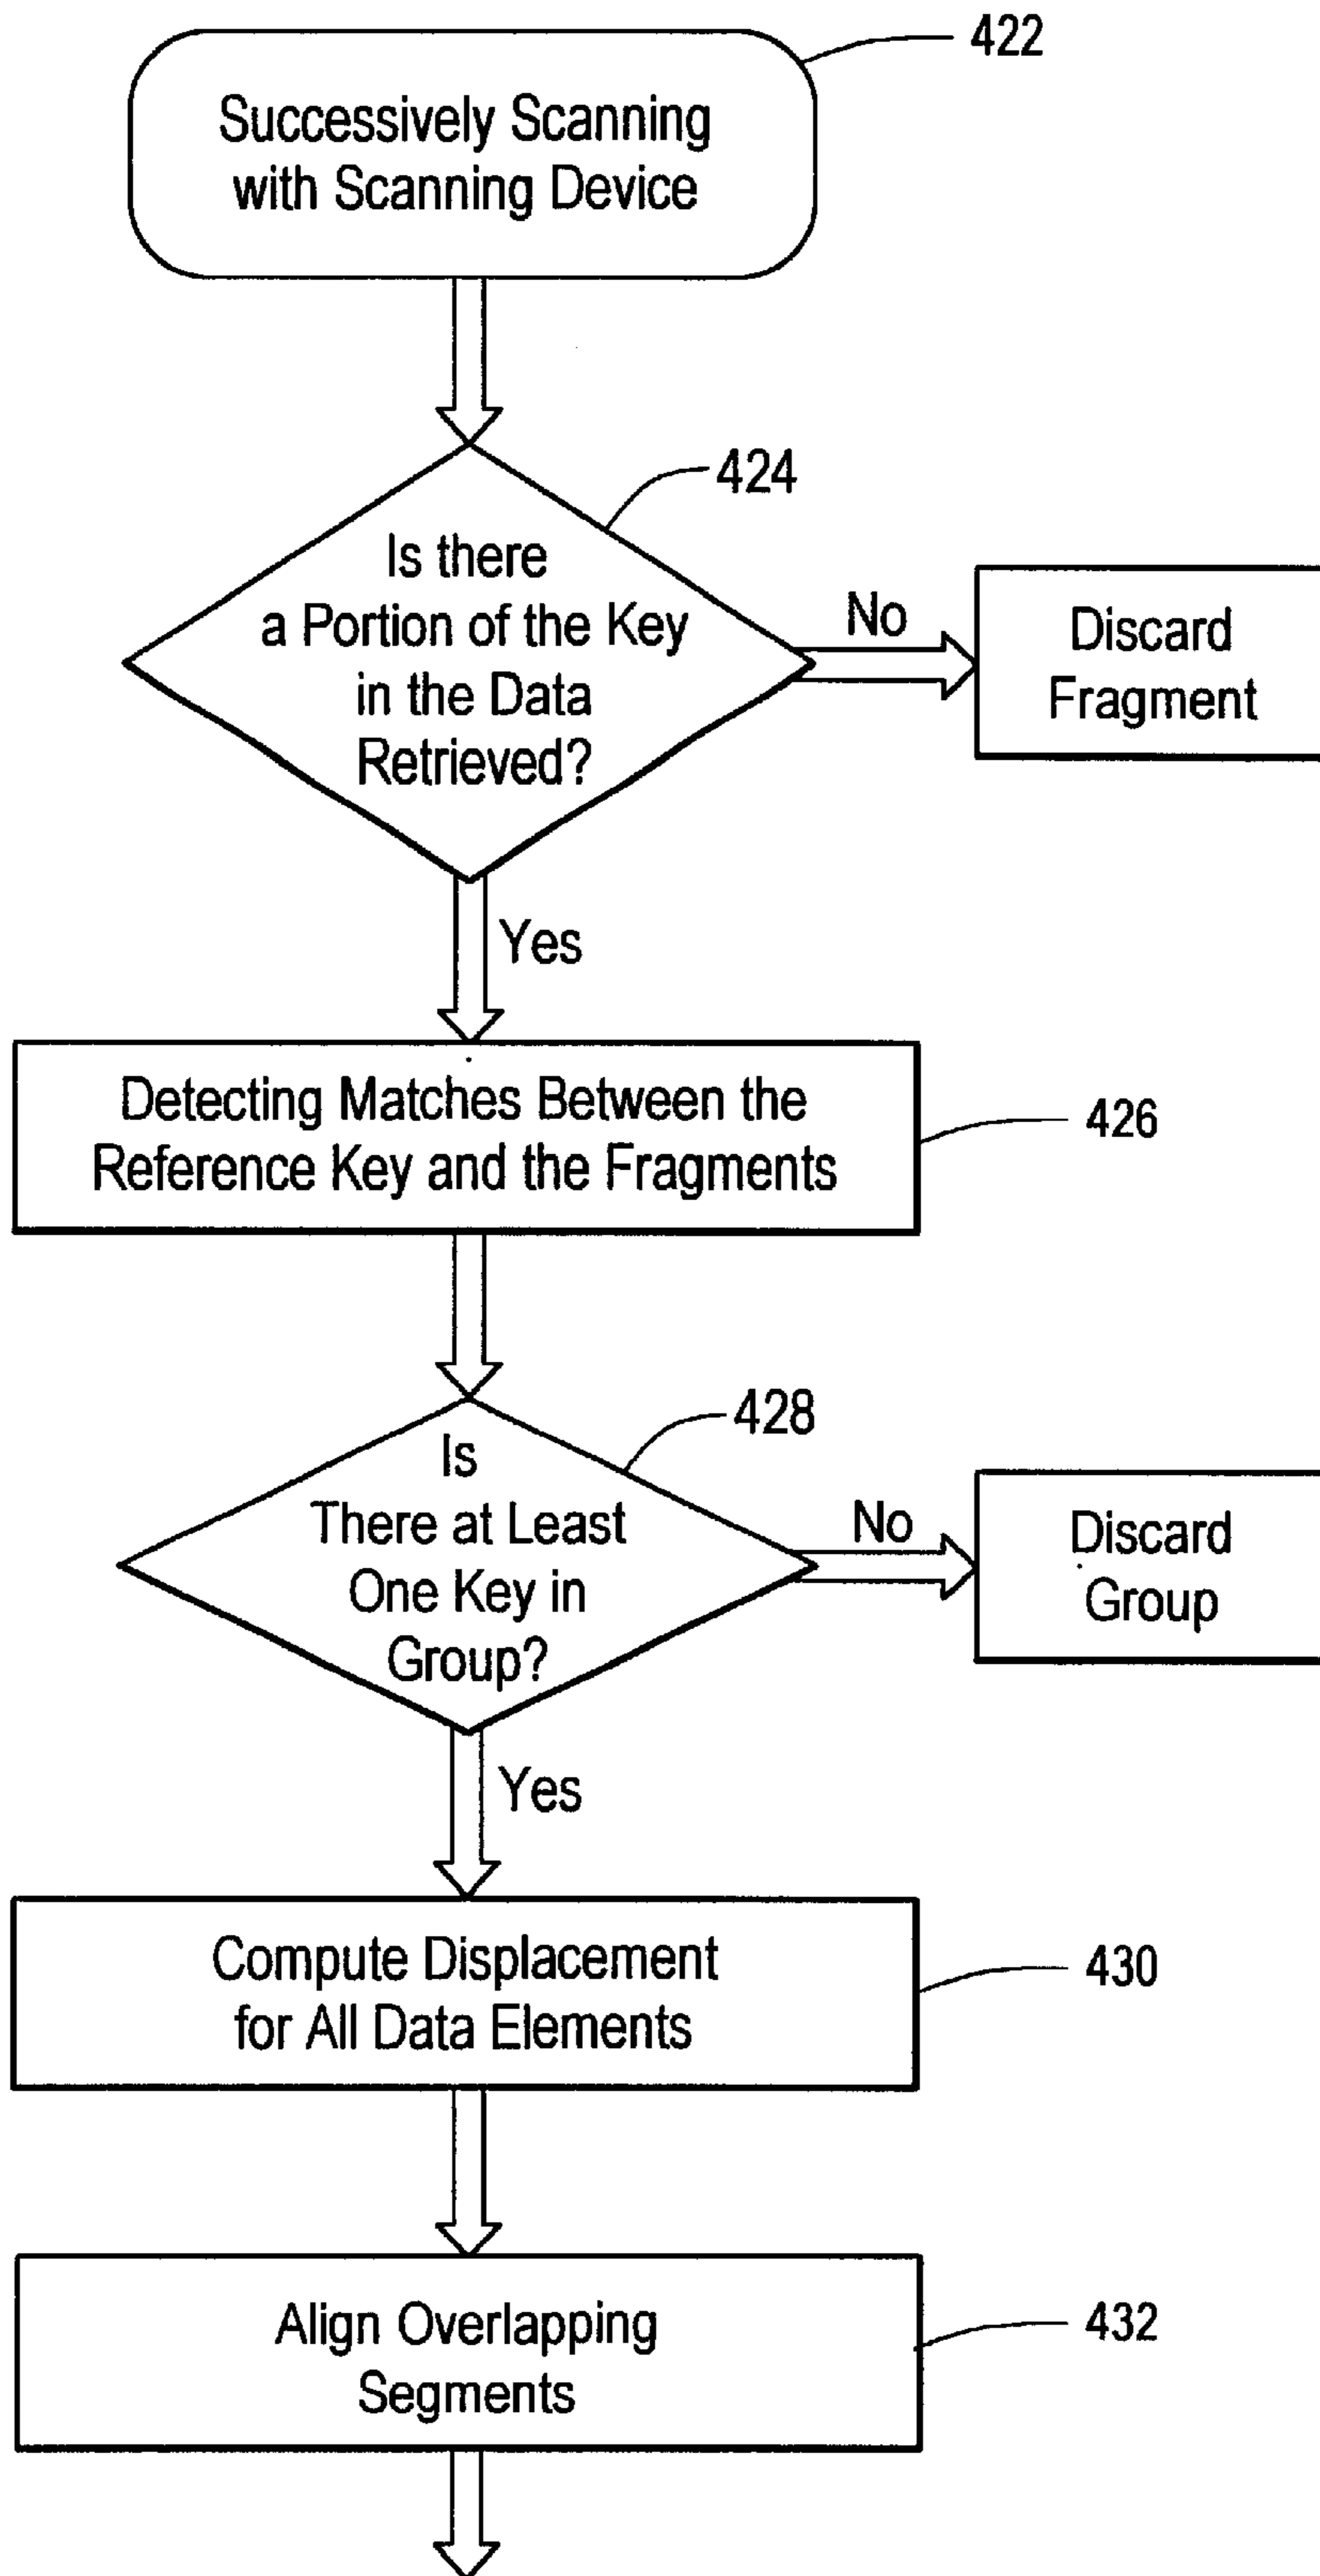 422
Successively Scanning
with Scanning Device
424
Is there
a Portion of the Key
in the Data
Retrieved?
No
Discard
Fragment
Yes
Detecting Matches Between the
Reference Key and the Fragments
426
428
Is
There at Least
One Key in
Group?
No
Discard
Group
Yes
Compute Displacement
for All Data Elements
430
Align Overlapping
Segments
432